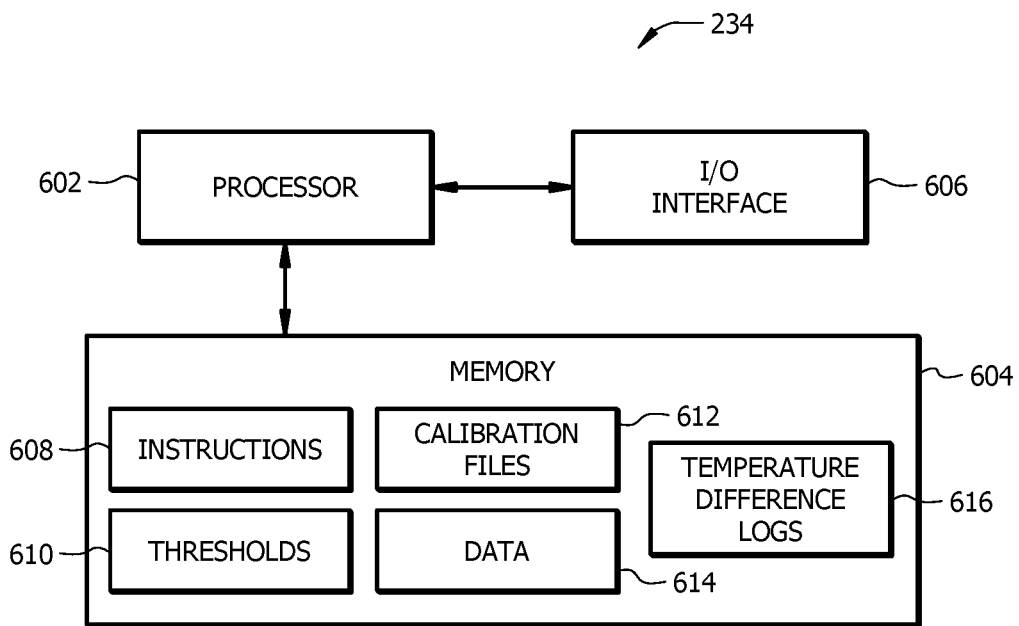 234
602
PROCESSOR
I/O
INTERFACE
606
MEMORY
604
608
INSTRUCTIONS
CALIBRATION
FILES
612
TEMPERATURE
DIFFERENCE
LOGS
616
610
THRESHOLDS
DATA
614